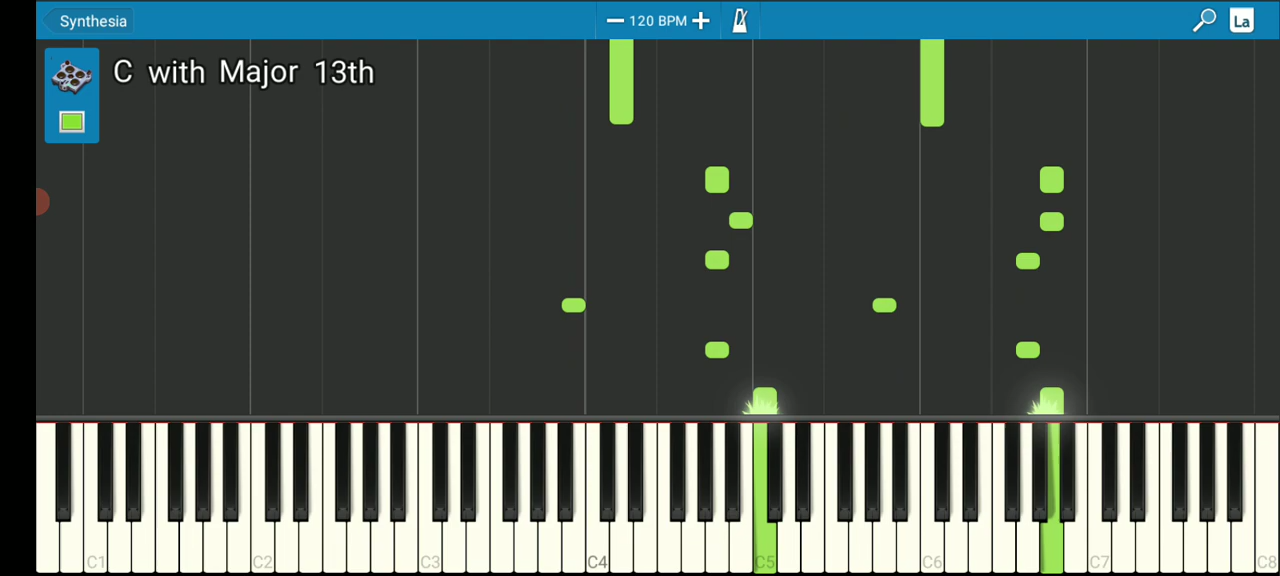 Synthesia
120 BPM
La
C with Major 13th
C1 C2 C3 C4 C5 C6 C7 C8